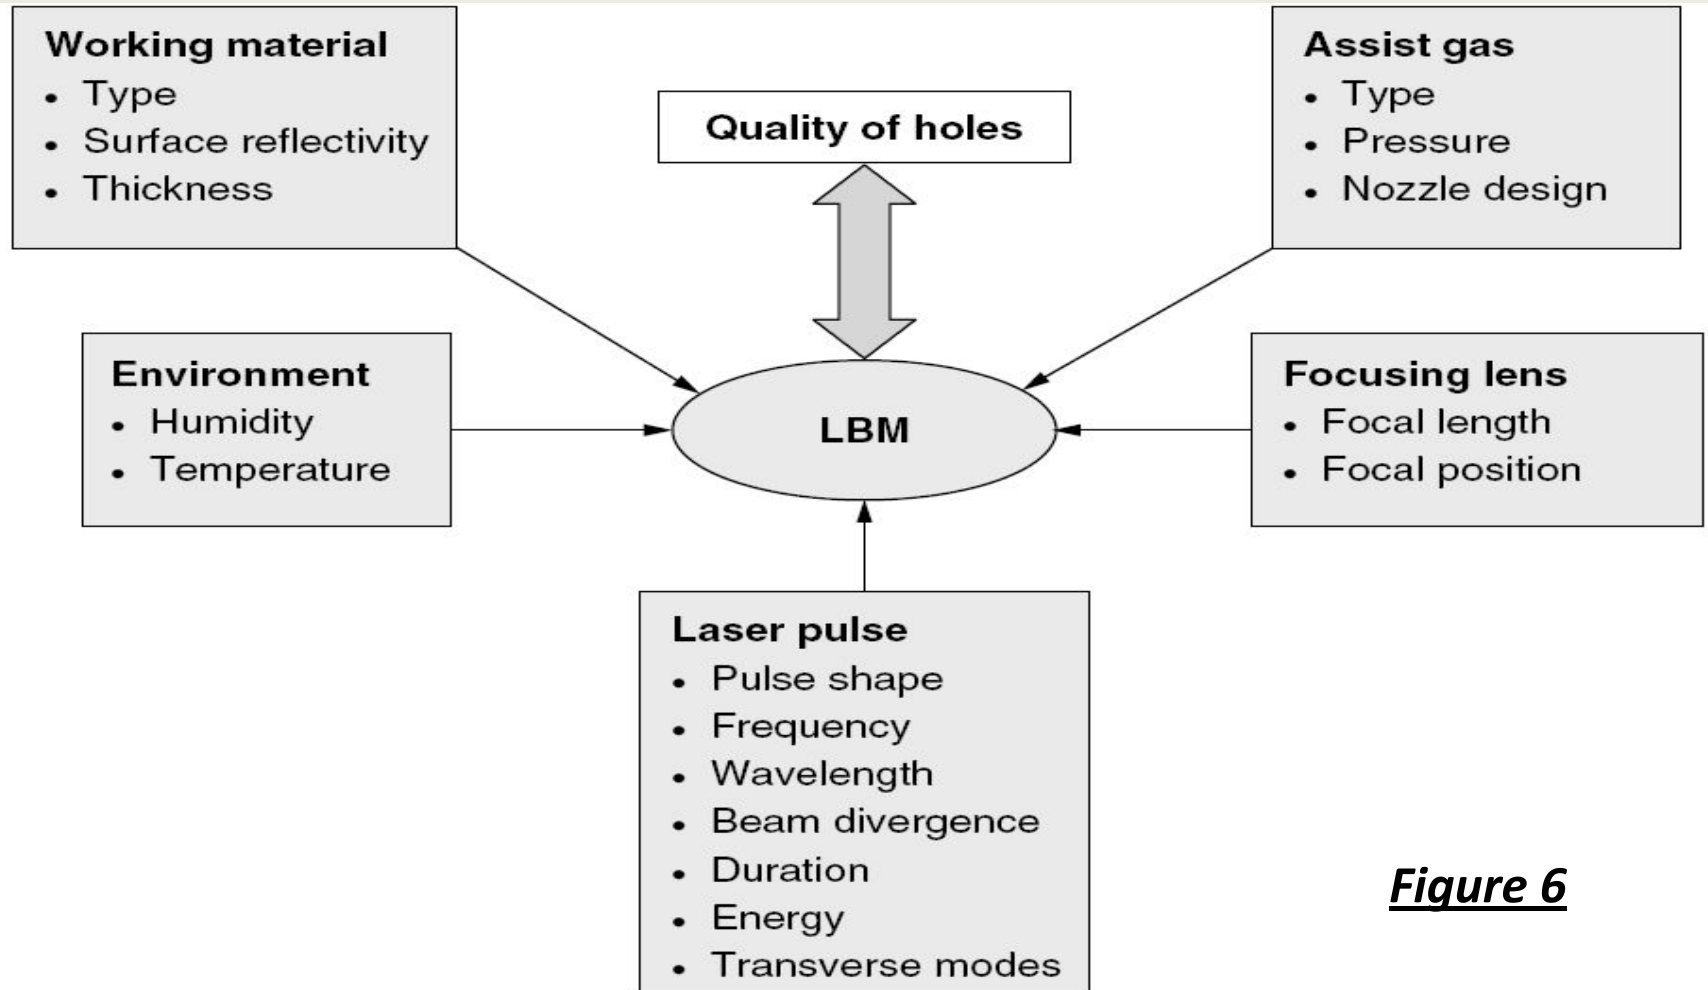 Working material
• Type
• Surface reflectivity
• Thickness
Quality of holes
Assist gas
• Type
• Pressure
• Nozzle design
Environment
• Humidity
• Temperature
LBM
Focusing lens
• Focal length
• Focal position
Laser pulse
• Pulse shape
• Frequency
• Wavelength
• Beam divergence
• Duration
• Energy
• Transverse modes
Figure 6